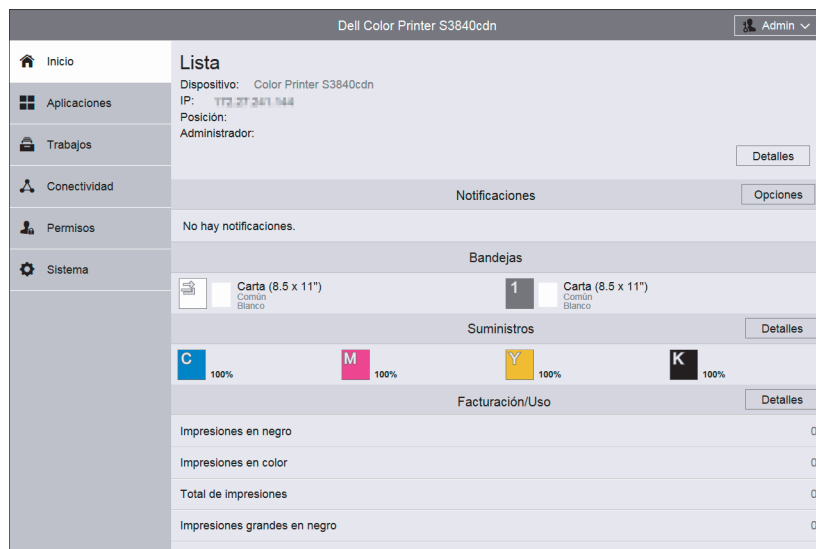 Dell Color Printer S3840cdn
Admin
Inicio
Aplicaciones
Trabajos
Conectividad
Permisos
Sistema
Lista
Dispositivo: Color Printer S3840cdn
IP:
Posición:
Administrador:
Detalles
Notificaciones
Opciones
No hay notificaciones.
Bandejas
Carta (8.5 x 11")
Común
Blanco
1
Carta (8.5 x 11")
Común
Blanco
Suministros
Detalles
C 100%
M 100%
Y 100%
K 100%
Facturación/Uso
Detalles
Impresiones en negro 0
Impresiones en color 0
Total de impresiones 0
Impresiones grandes en negro 0